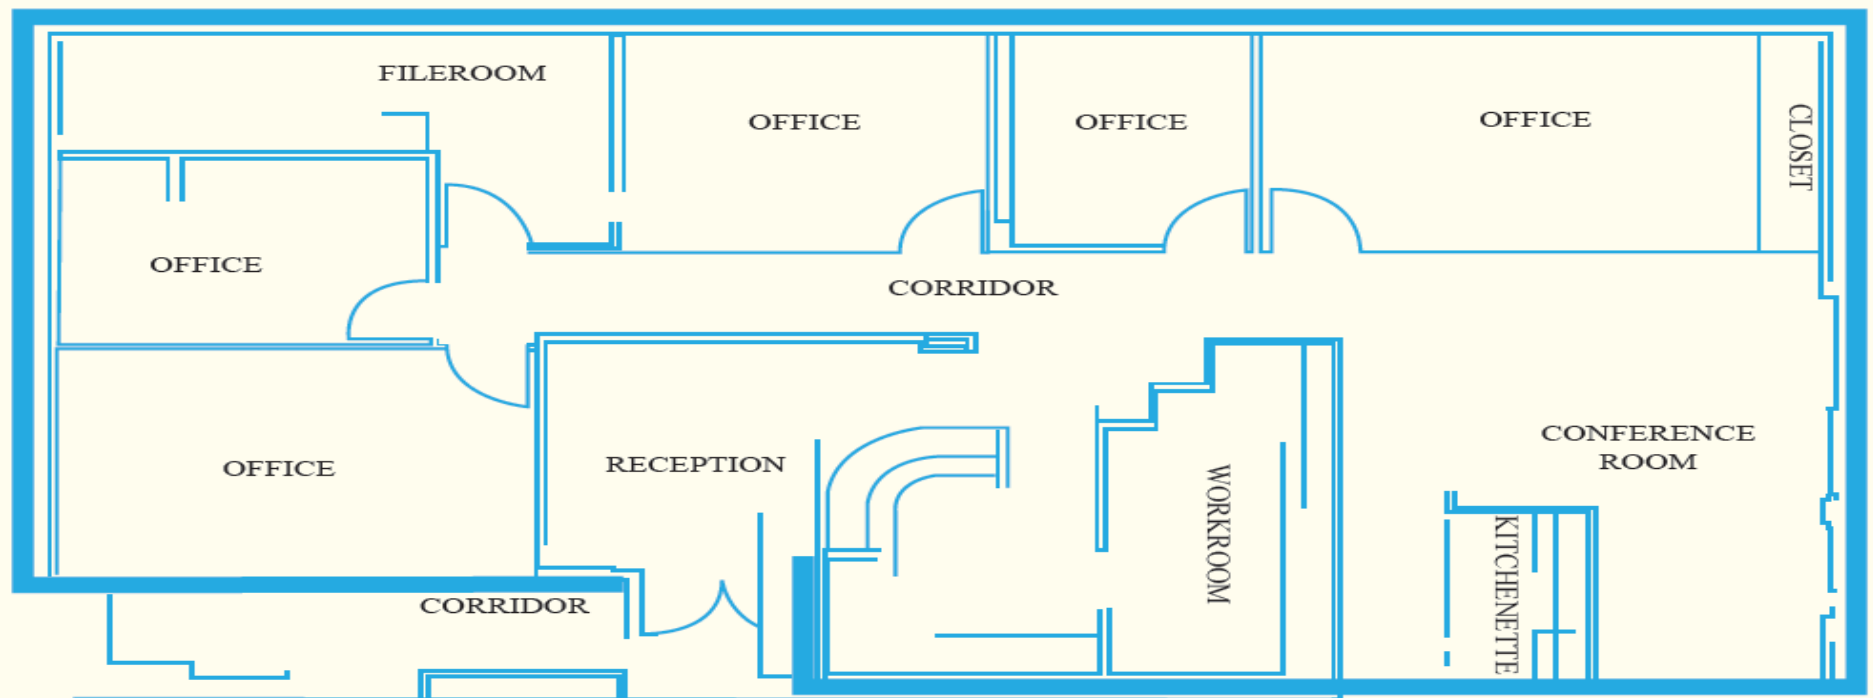 FILEROOM
OFFICE
OFFICE
OFFICE
CLOSET
OFFICE
CORRIDOR
OFFICE
RECEPTION
WORKROOM
CONFERENCE
ROOM
KITCHENETTE
CORRIDOR